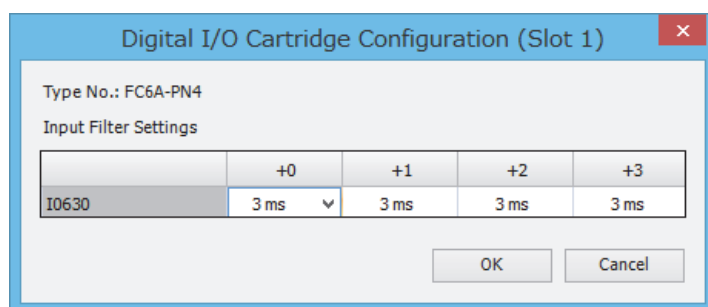 Digital I/O Cartridge Configuration (Slot 1)
Type No.: FC6A-PN4
Input Filter Settings
+0 +1 +2 +3
I0630 3 ms 3 ms 3 ms 3 ms
OK Cancel